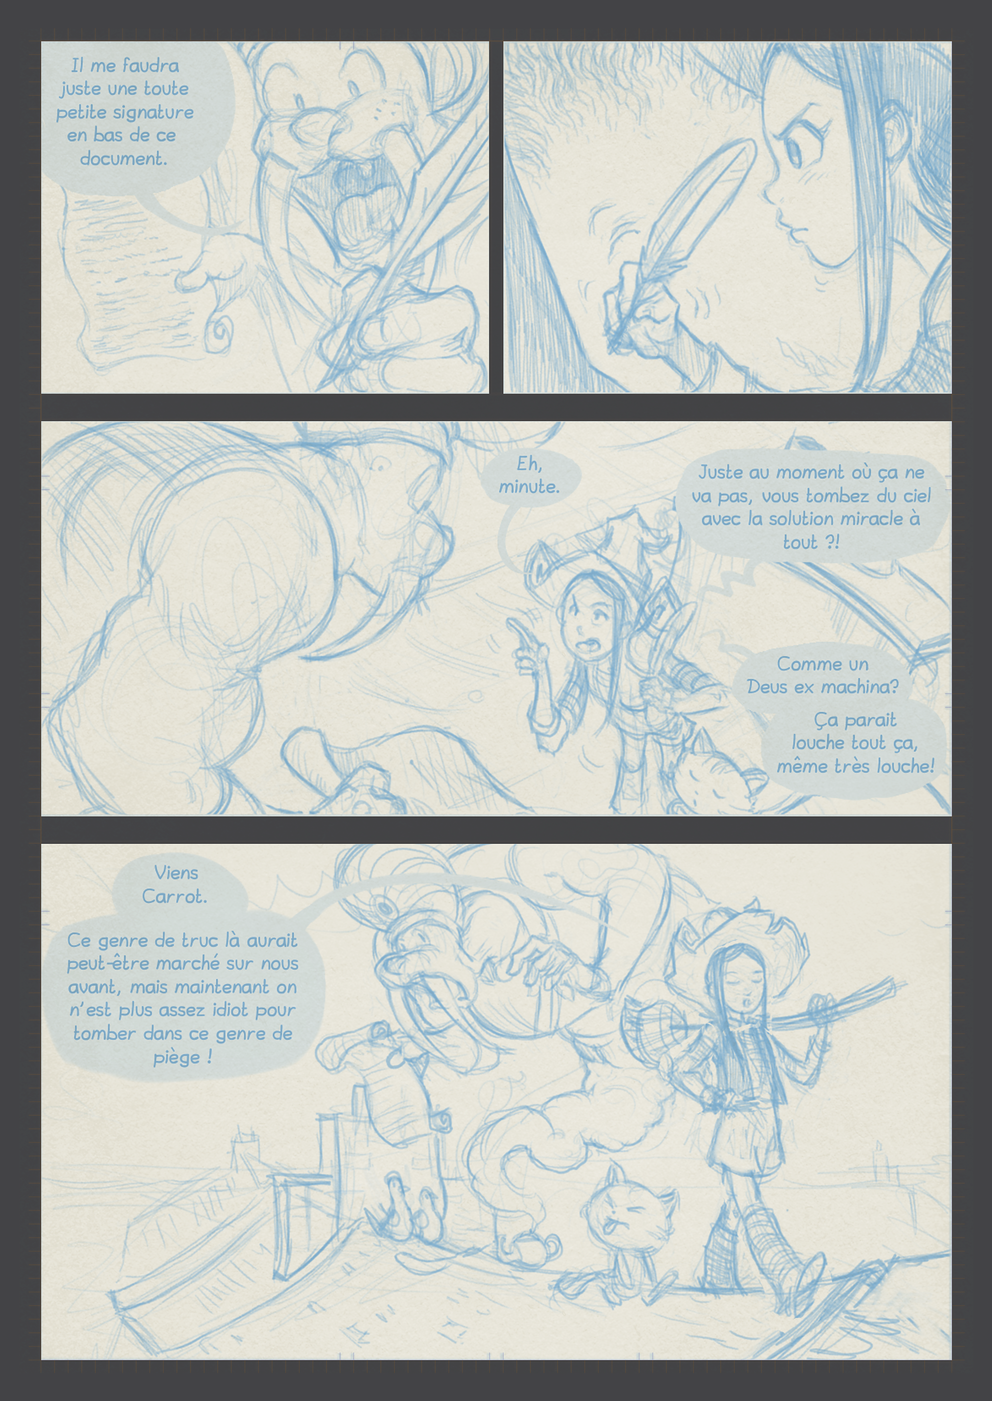 Il me faudra
juste une toute
petite signature
en bas de ce
document.
Eh,
minute.
Juste au moment où ça ne
va pas, vous tombez du ciel
avec la solution miracle à
tout ?!
Comme un
Deus ex machina?
Ça parait
louche tout ça,
même très louche!
Viens
Carrot.
Ce genre de truc là aurait
peut-être marché sur nous
avant, mais maintenant on
n'est plus assez idiot pour
tomber dans ce genre de
piège !